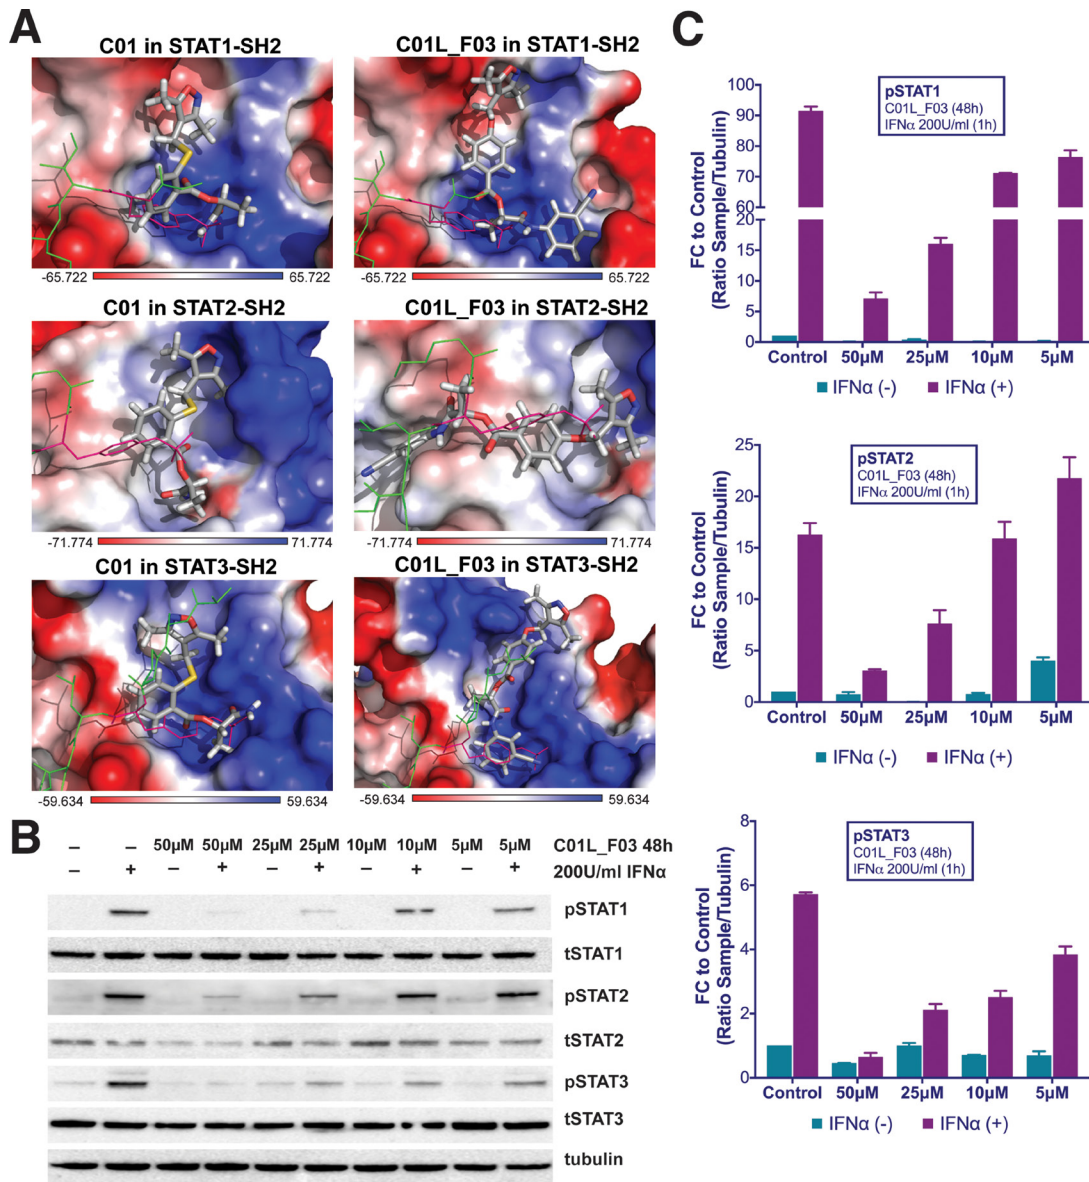 A
C01 in STAT1-SH2
C01L_F03 in STAT1-SH2
-65.722
65.722
-65.722
65.722
C01 in STAT2-SH2
C01L_F03 in STAT2-SH2
-71.774
71.774
-71.774
71.774
C01 in STAT3-SH2
C01L_F03 in STAT3-SH2
-59.634
59.634
-59.634
59.634
B
– – 50µM 50µM 25µM 25µM 10µM 10µM 5µM 5µM C01L_F03 48h
– + – + – + – + – + 200U/ml IFNα
pSTAT1
tSTAT1
pSTAT2
tSTAT2
pSTAT3
tSTAT3
tubulin
C
pSTAT1
C01L_F03 (48h)
IFNα 200U/ml (1h)
FC to Control
(Ratio Sample/Tubulin)
100
90
80
70
60
20
15
10
5
0
Control 50µM 25µM 10µM 5µM
IFNα (-) IFNα (+)
pSTAT2
C01L_F03 (48h)
IFNα 200U/ml (1h)
FC to Control
(Ratio Sample/Tubulin)
25
20
15
10
5
0
Control 50µM 25µM 10µM 5µM
IFNα (-) IFNα (+)
pSTAT3
C01L_F03 (48h)
IFNα 200U/ml (1h)
FC to Control
(Ratio Sample/Tubulin)
8
6
4
2
0
Control 50µM 25µM 10µM 5µM
IFNα (-) IFNα (+)